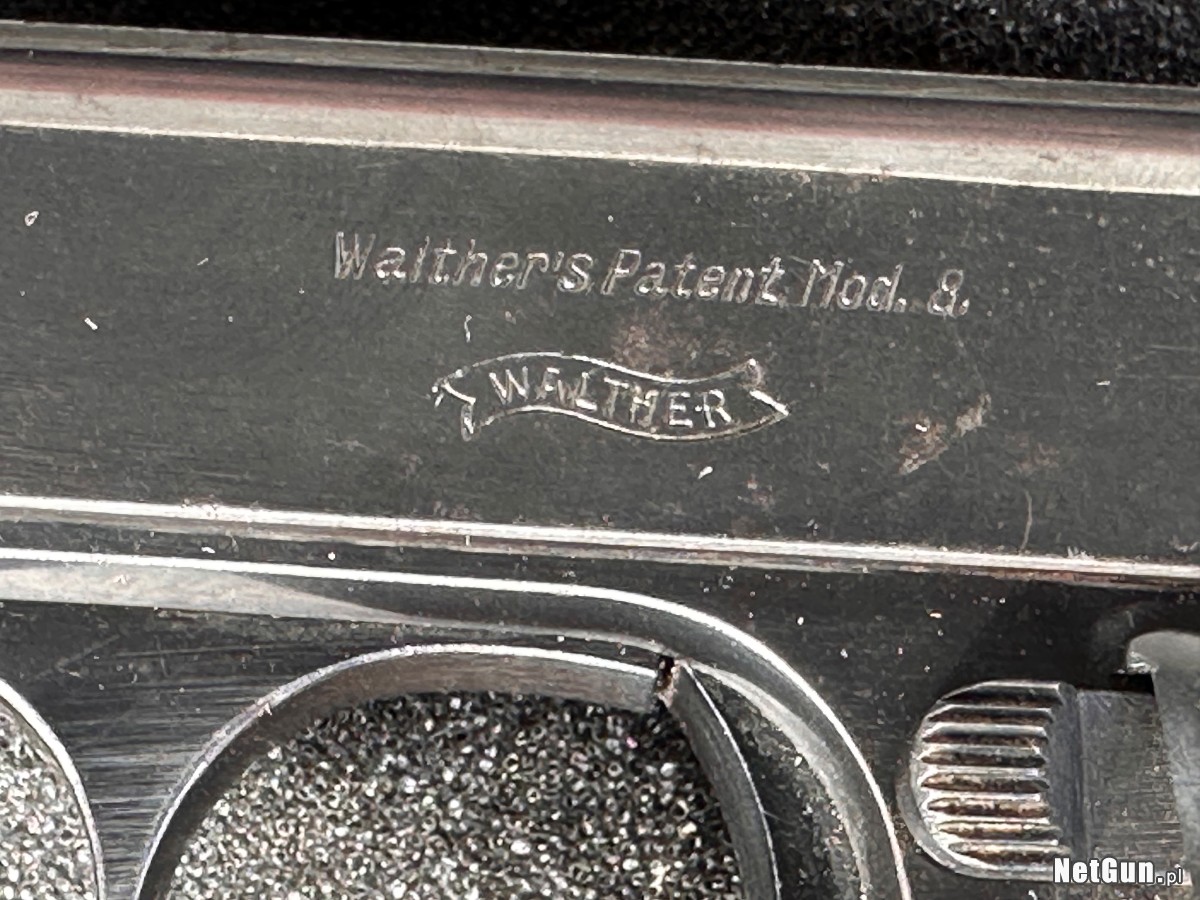 Walther's Patent Mod. 8.
WALTHER
NetGun.pl